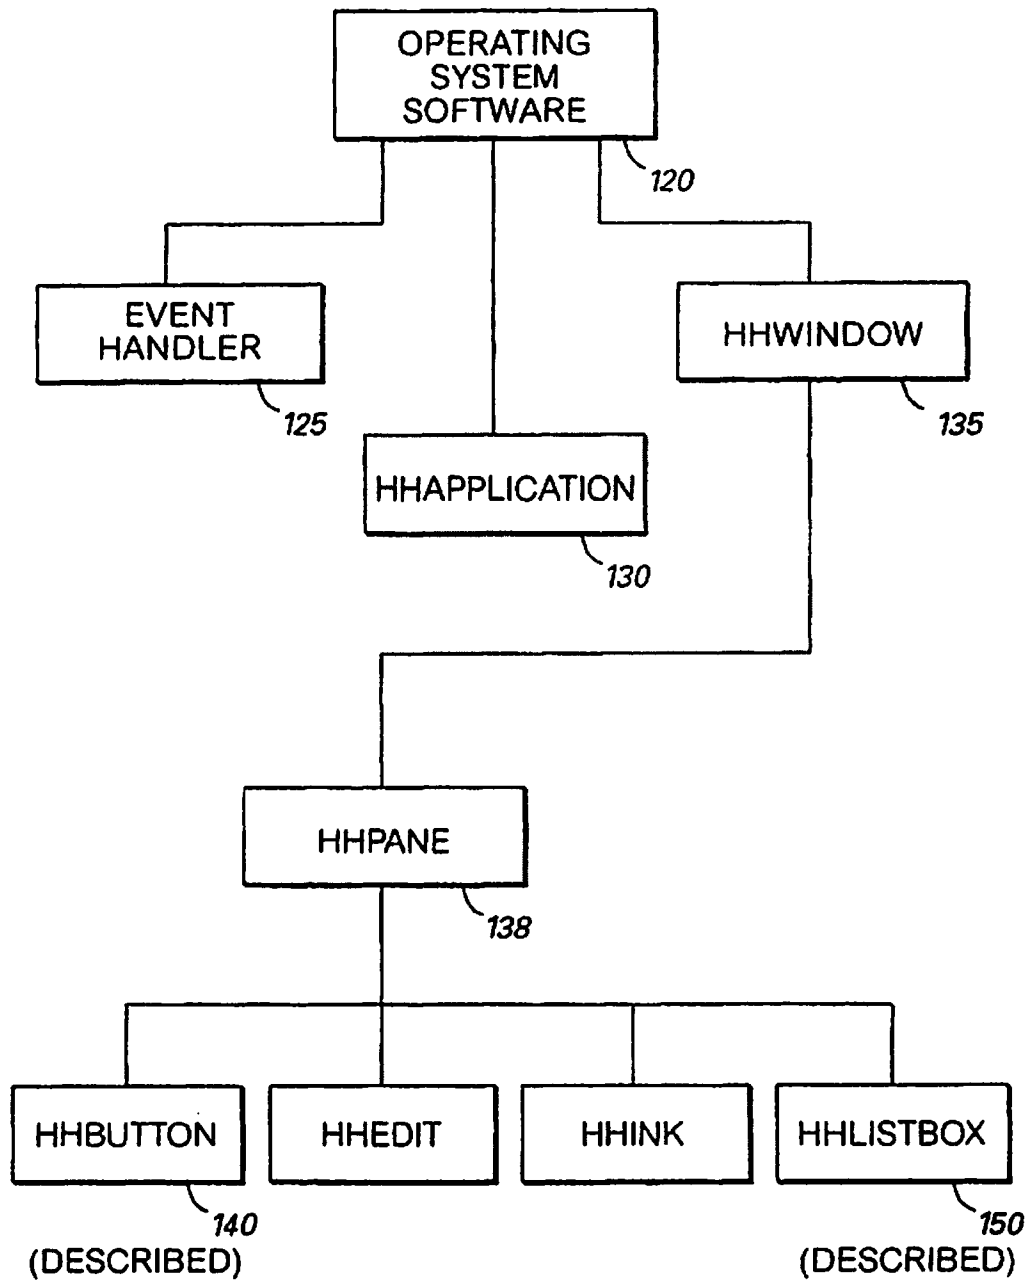 OPERATING
SYSTEM
SOFTWARE
120
EVENT
HANDLER
125
HHWINDOW
135
HHAPPLICATION
130
HHPANE
138
HHBUTTON
HHEDIT
HHINK
HHLISTBOX
140
150
(DESCRIBED)
(DESCRIBED)